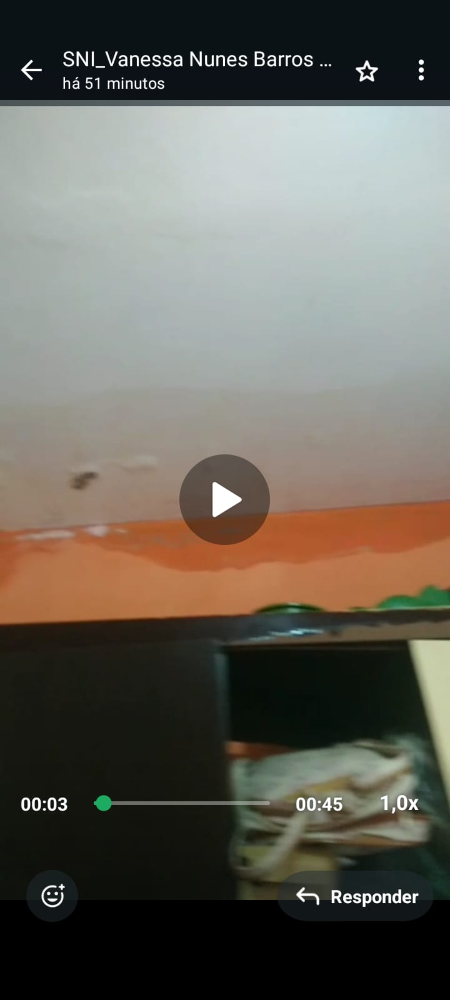 SNI_Vanessa Nunes Barros ...
há 51 minutos
00:03 00:45 1,0x
Responder